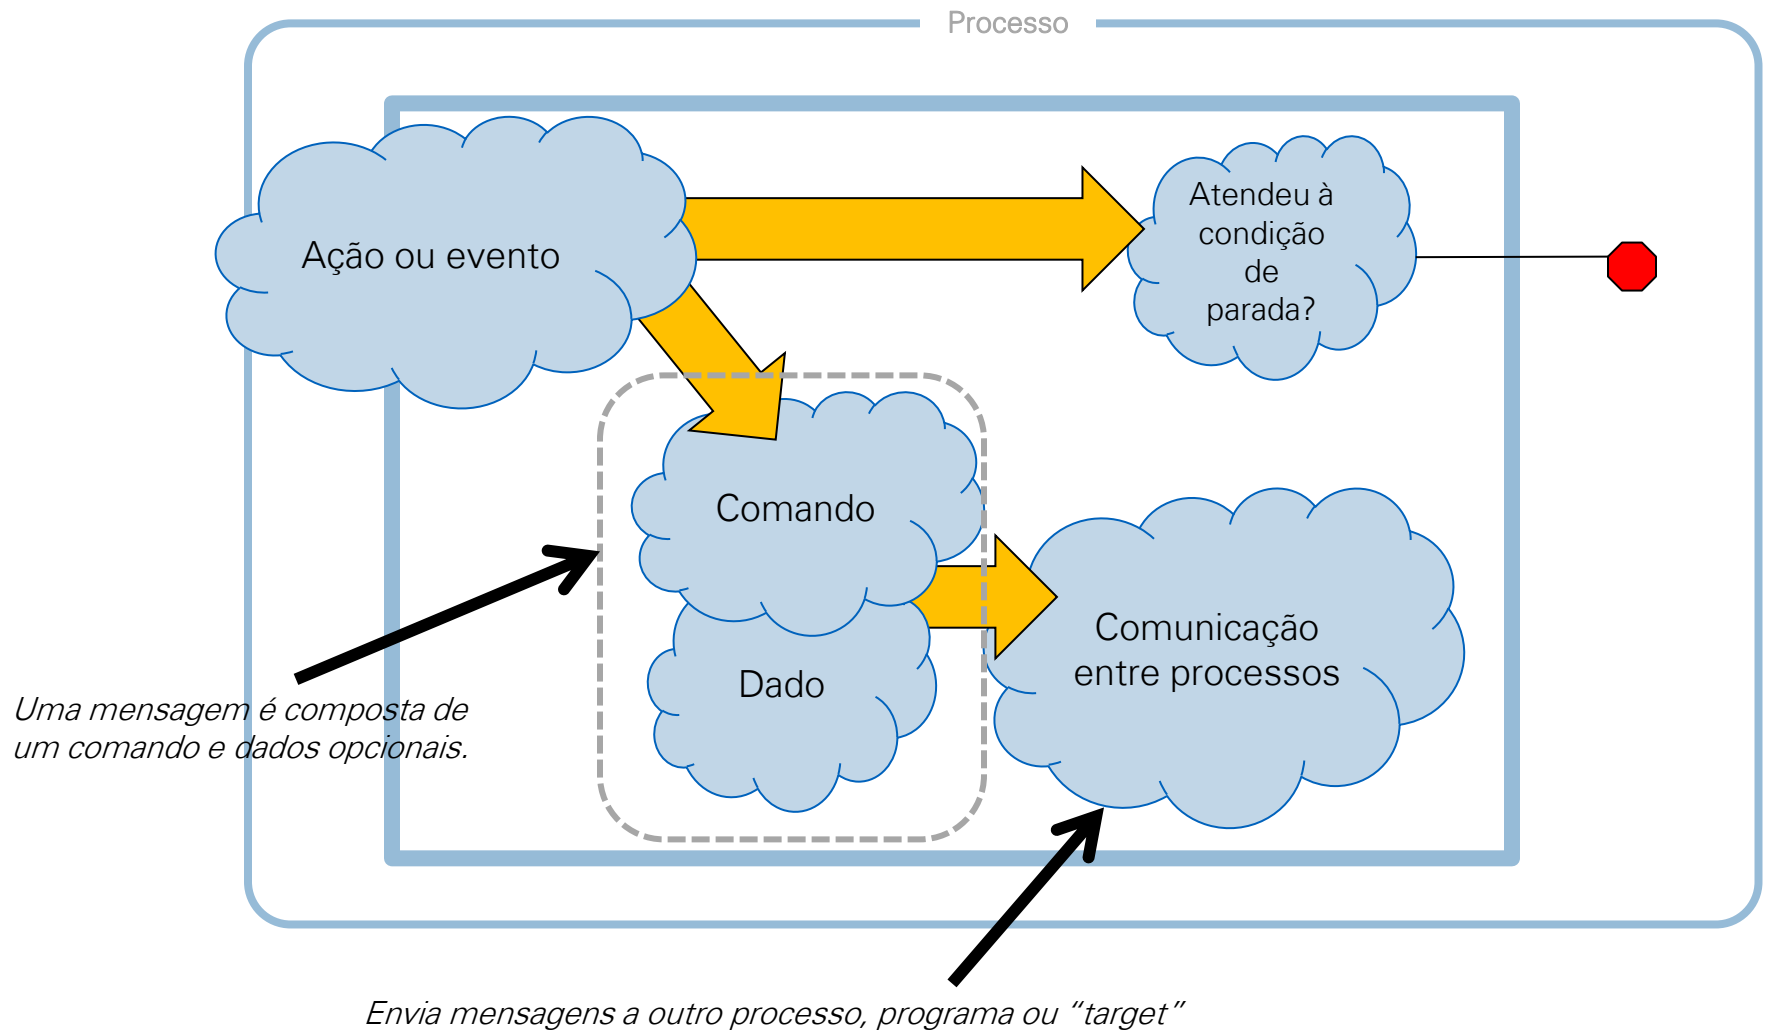 Processo
Ação ou evento
Atendeu à
condição
de
parada?
Comando
Dado
Comunicação
entre processos
Uma mensagem é composta de
um comando e dados opcionais.
Envia mensagens a outro processo, programa ou “target”